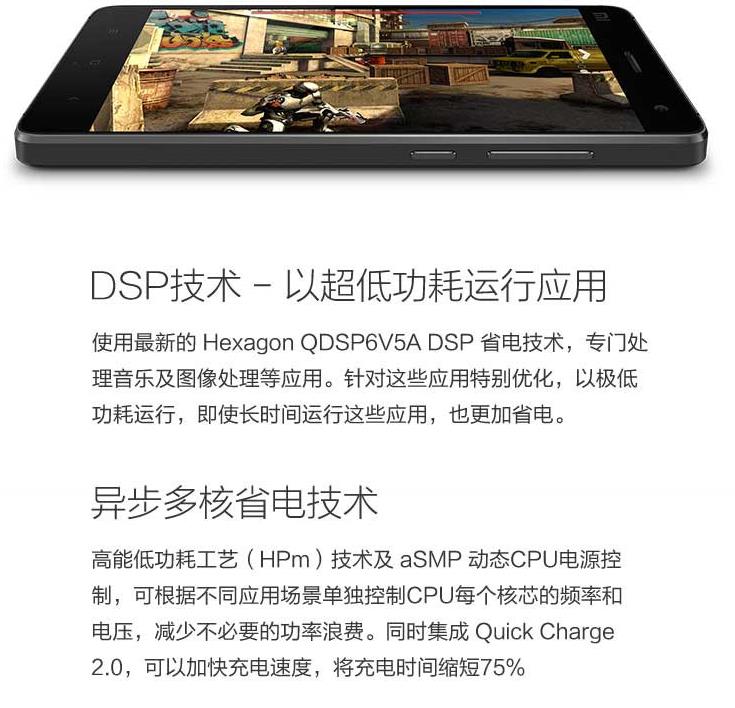 DSP技术 – 以超低功耗运行应用
使用最新的 Hexagon QDSP6V5A DSP 省电技术，专门处
理音乐及图像处理等应用。针对这些应用特别优化，以极低
功耗运行，即使长时间运行这些应用，也更加省电。
异步多核省电技术
高能低功耗工艺（HPm）技术及 aSMP 动态CPU电源控
制，可根据不同应用场景单独控制CPU每个核芯的频率和
电压，减少不必要的功率浪费。同时集成 Quick Charge
2.0，可以加快充电速度，将充电时间缩短75%